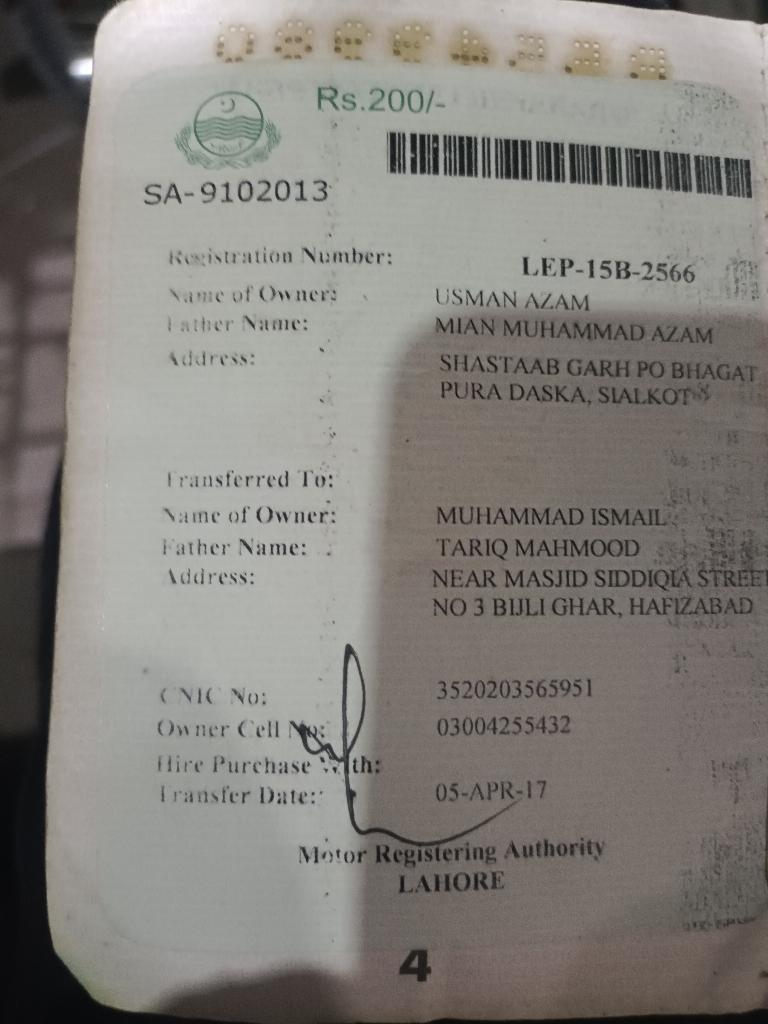 Rs.200/-
SA-9102013
Registration Number: LEP-15B-2566
Name of Owner: USMAN AZAM
Father Name: MIAN MUHAMMAD AZAM
Address: SHASTAAB GARH PO BHAGAT
PURA DASKA, SIALKOT
Transferred To:
Name of Owner: MUHAMMAD ISMAIL
Father Name: TARIQ MAHMOOD
Address: NEAR MASJID SIDDIQIA STREET
NO 3 BIJLI GHAR, HAFIZABAD
CNIC No: 3520203565951
Owner Cell No: 03004255432
Hire Purchase With:
Transfer Date: 05-APR-17
Motor Registering Authority
LAHORE
4